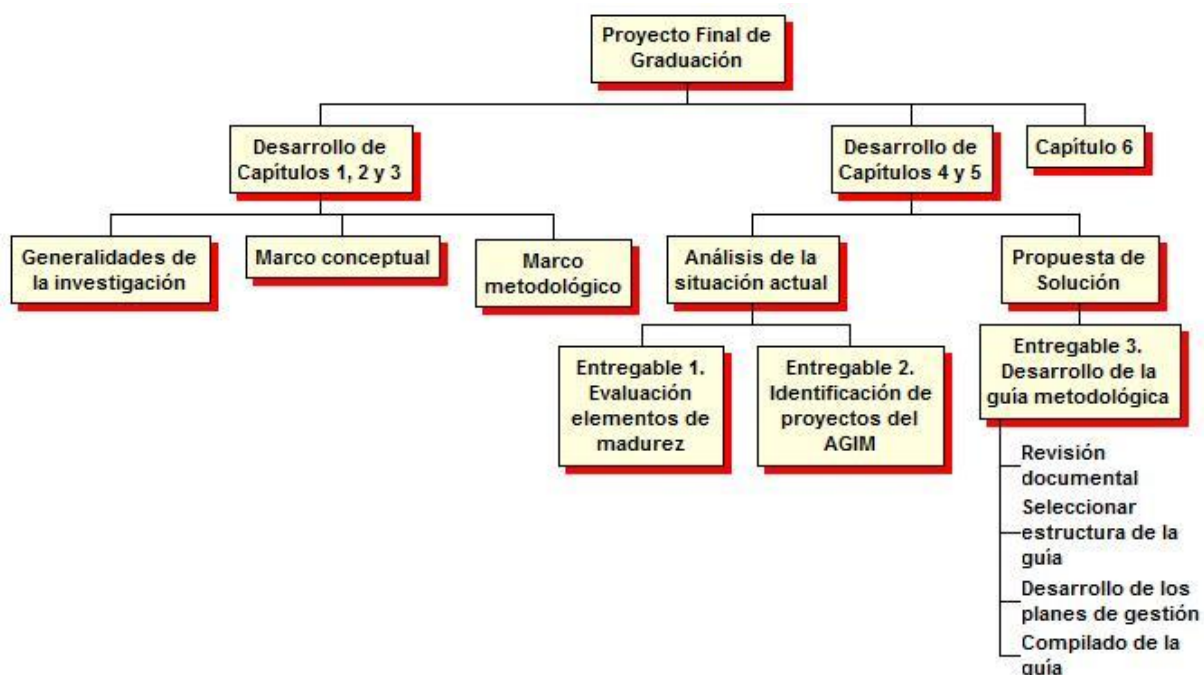 Proyecto Final de
Graduación
Desarrollo de
Capítulos 1, 2 y 3
Desarrollo de
Capítulos 4 y 5
Capítulo 6
Generalidades de
la investigación
Marco conceptual
Marco
metodológico
Análisis de la
situación actual
Propuesta de
Solución
Entregable 1.
Evaluación
elementos de
madurez
Entregable 2.
Identificación de
proyectos del
AGIM
Entregable 3.
Desarrollo de la
guía metodológica
Revisión
documental
Seleccionar
estructura de la
guía
Desarrollo de los
planes de gestión
Compilado de la
guía